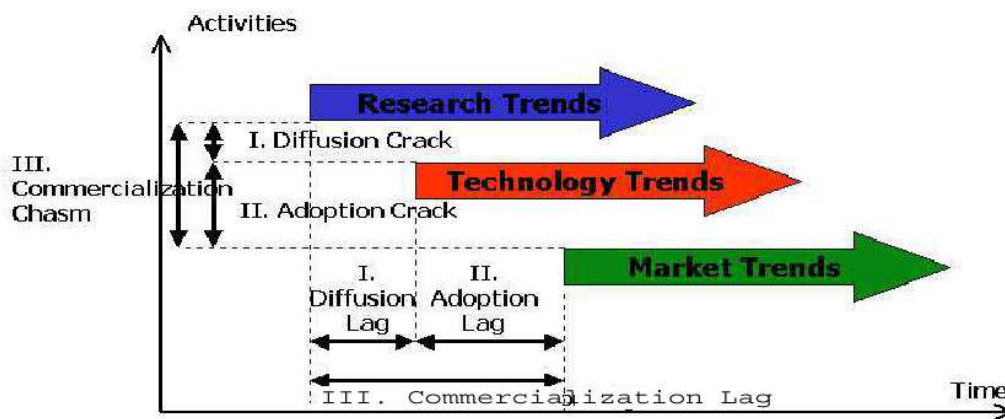 Activities
Research Trends
I. Diffusion Crack
III.
Commercialization
Chasm
Technology Trends
II. Adoption Crack
Market Trends
I.
Diffusion
Lag
II.
Adoption
Lag
III. Commercialization Lag
Time